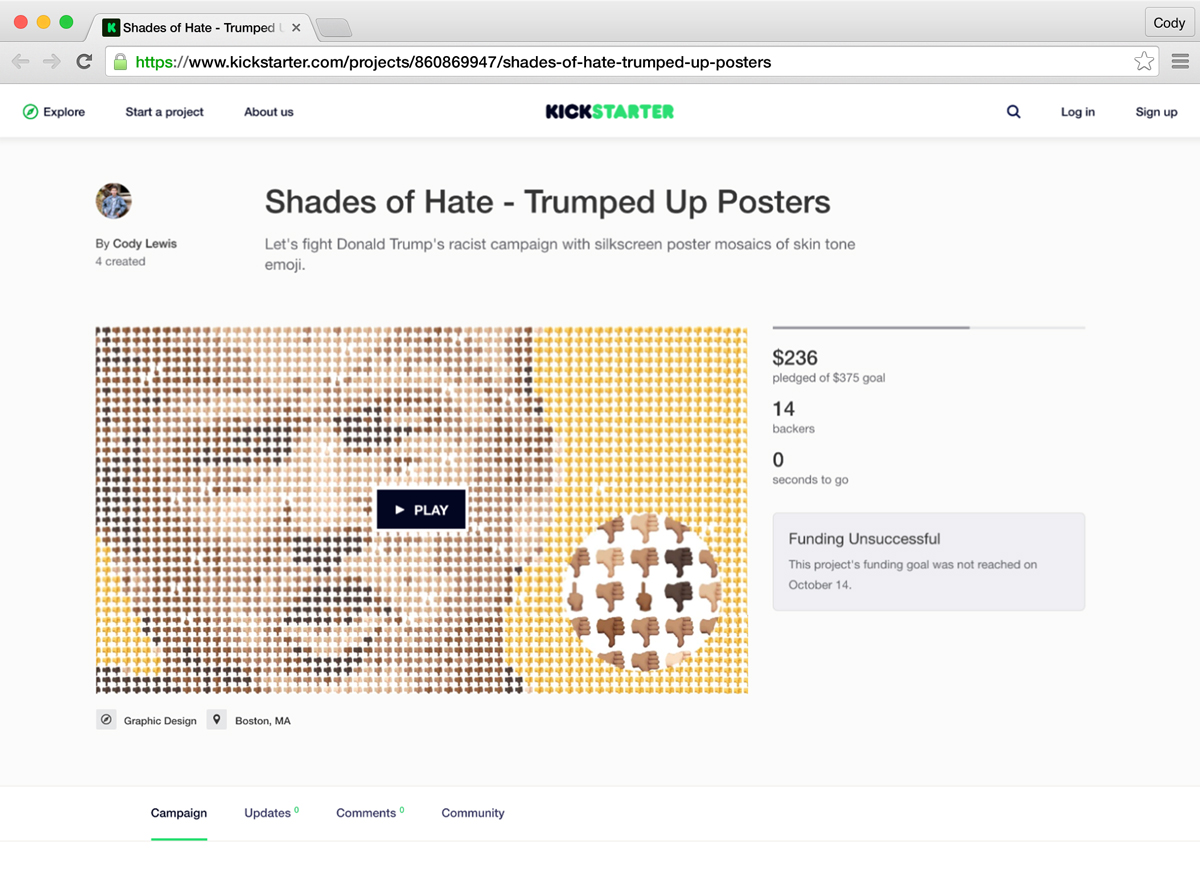 Shades of Hate - Trumped
Cody
https://www.kickstarter.com/projects/860869947/shades-of-hate-trumped-up-posters
Explore
Start a project
About us
KICKSTARTER
Log in
Sign up
Shades of Hate - Trumped Up Posters
By Cody Lewis
4 created
Let's fight Donald Trump's racist campaign with silkscreen poster mosaics of skin tone
emoji.
PLAY
$236
pledged of $375 goal
14
backers
0
seconds to go
Funding Unsuccessful
This project's funding goal was not reached on
October 14.
Graphic Design
Boston, MA
Campaign
Updates 0
Comments 0
Community